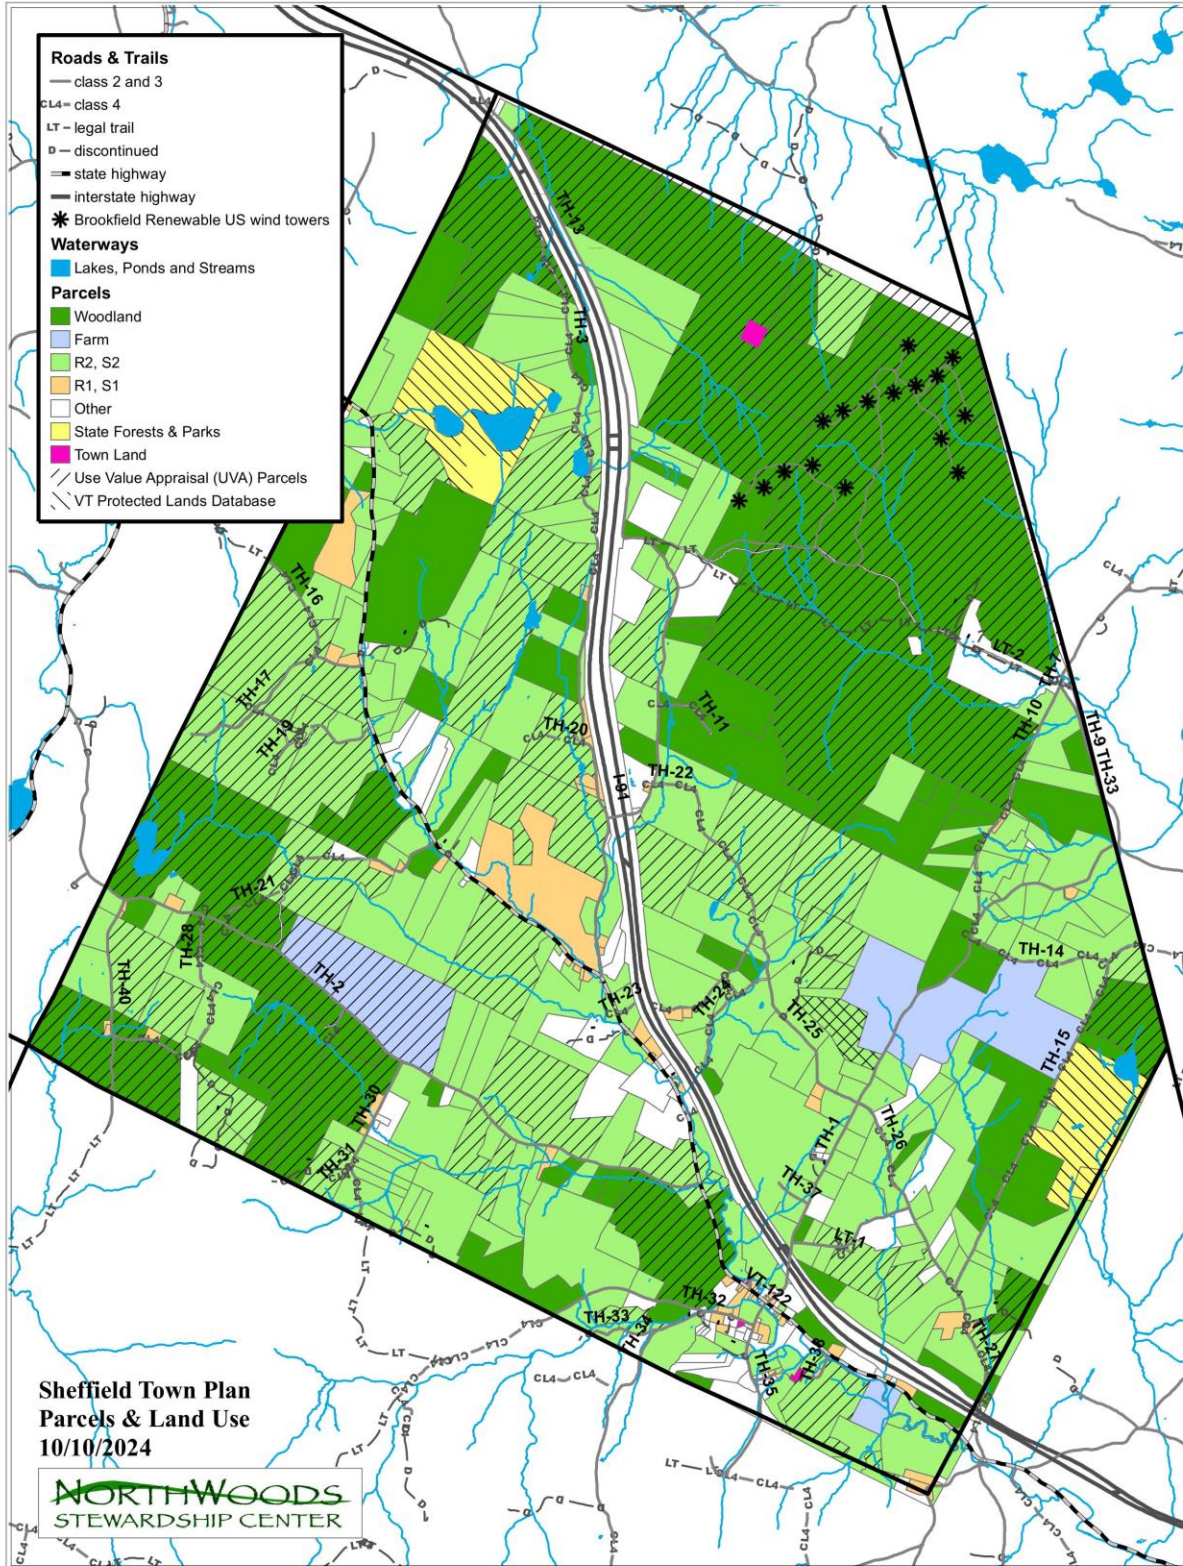 Roads & Trails
class 2 and 3
CL4 class 4
LT legal trail
D discontinued
state highway
interstate highway
Brookfield Renewable US wind towers
Waterways
Lakes, Ponds and Streams
Parcels
Woodland
Farm
R2, S2
R1, S1
Other
State Forests & Parks
Town Land
Use Value Appraisal (UVA) Parcels
VT Protected Lands Database
TH-13
TH-3
TH-16
LT-2
TH-7
TH-17
TH-10
TH-11
TH-19
TH-20
TH-9
TH-33
TH-22
I-91
TH-21
TH-28
TH-14
TH-2
TH-40
TH-23
TH-24
TH-25
TH-15
TH-30
TH-26
TH-1
TH-31
TH-37
LT-1
VT-122
TH-32
TH-33
TH-34
TH-27
TH-38
TH-35
Sheffield Town Plan
Parcels & Land Use
10/10/2024
NORTHWOODS
STEWARDSHIP CENTER